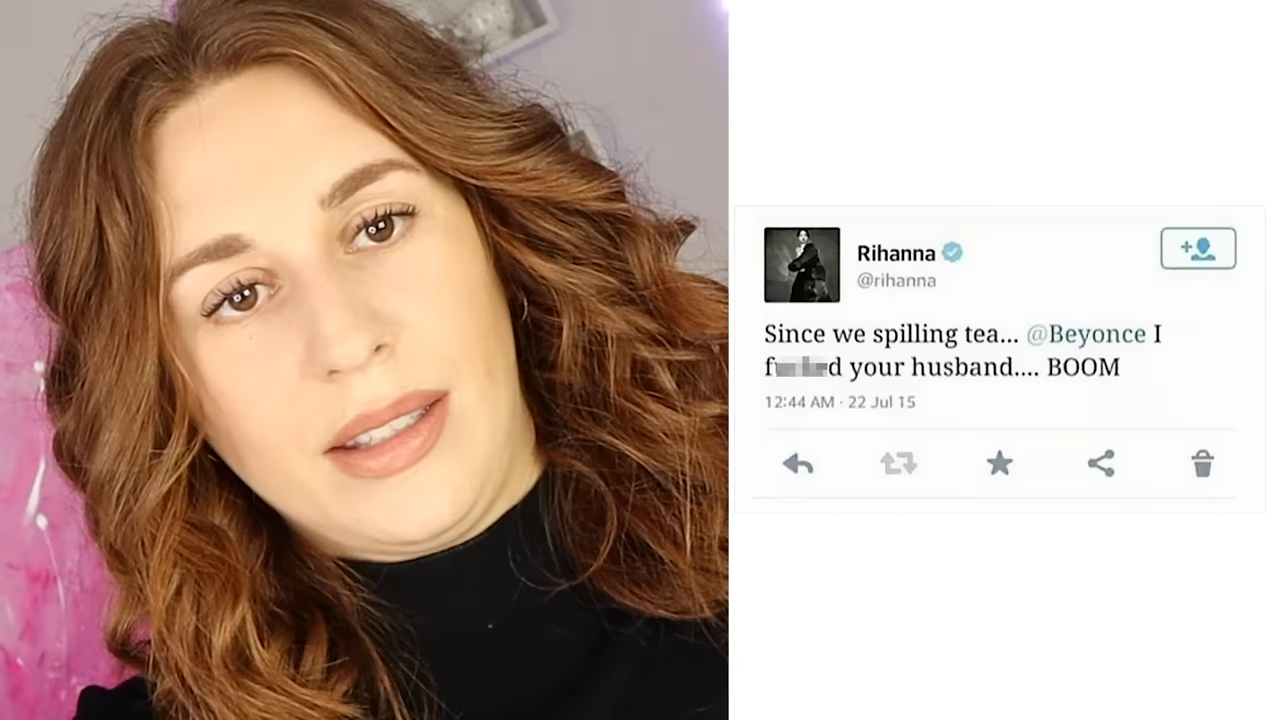 Rihanna
@rihanna
Since we spilling tea... @Beyonce I
f d your husband.... BOOM
12:44 AM · 22 Jul 15